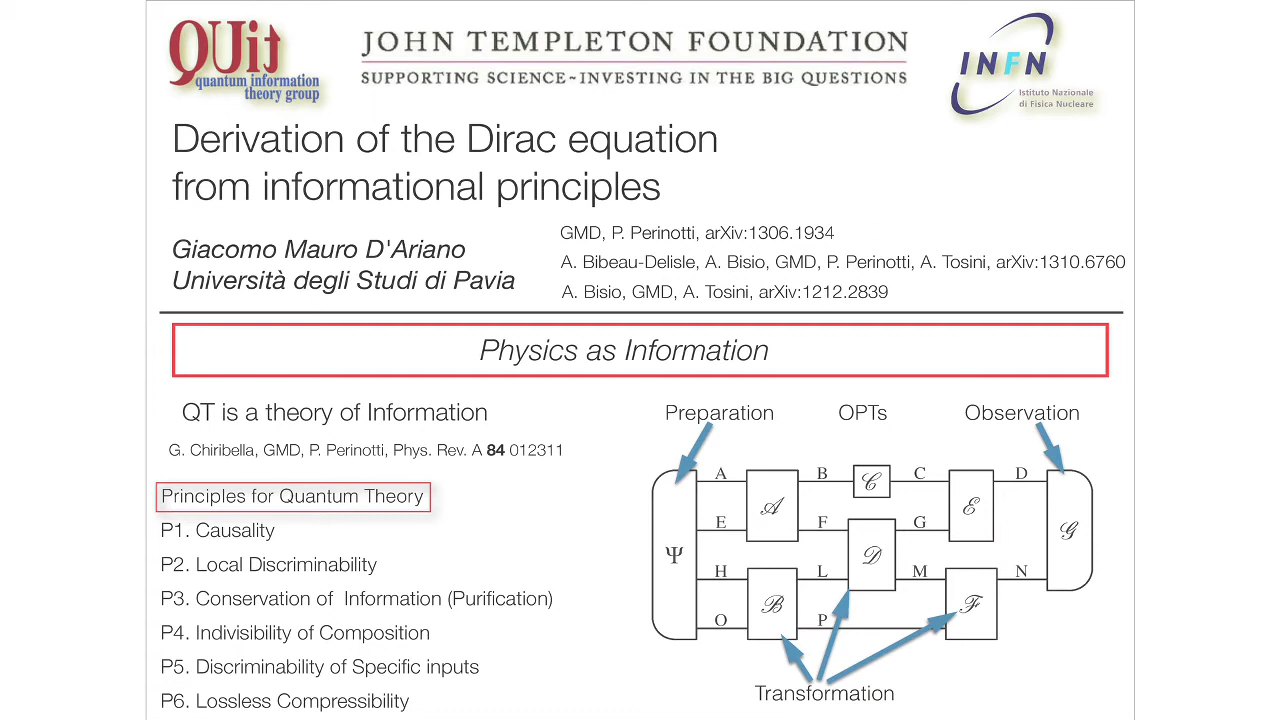 QUit
quantum information
theory group
JOHN TEMPLETON FOUNDATION
SUPPORTING SCIENCE~INVESTING IN THE BIG QUESTIONS
INFN
Istituto Nazionale
di Fisica Nucleare
Derivation of the Dirac equation
from informational principles
Giacomo Mauro D'Ariano
Università degli Studi di Pavia
GMD, P. Perinotti, arXiv:1306.1934
A. Bibeau-Delisle, A. Bisio, GMD, P. Perinotti, A. Tosini, arXiv:1310.6760
A. Bisio, GMD, A. Tosini, arXiv:1212.2839
Physics as Information
QT is a theory of Information
G. Chiribella, GMD, P. Perinotti, Phys. Rev. A 84 012311
Principles for Quantum Theory
P1. Causality
P2. Local Discriminability
P3. Conservation of Information (Purification)
P4. Indivisibility of Composition
P5. Discriminability of Specific inputs
P6. Lossless Compressibility
Preparation OPTs Observation
A B 𝒞 C D
𝒜 ℰ
E F G
Ψ 𝒟 𝒢
H L M N
ℬ ℱ
O P
Transformation